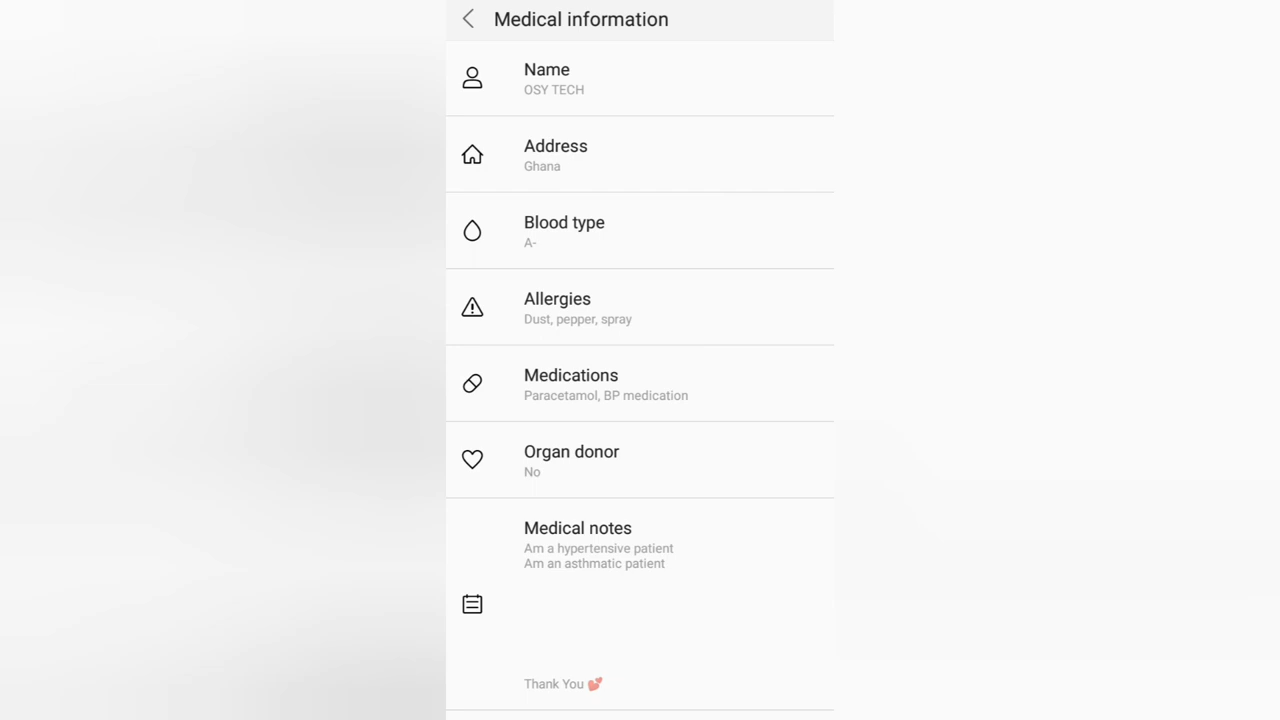 Medical information
Name
OSY TECH
Address
Ghana
Blood type
A-
Allergies
Dust, pepper, spray
Medications
Paracetamol, BP medication
Organ donor
No
Medical notes
Am a hypertensive patient
Am an asthmatic patient
Thank You 💕